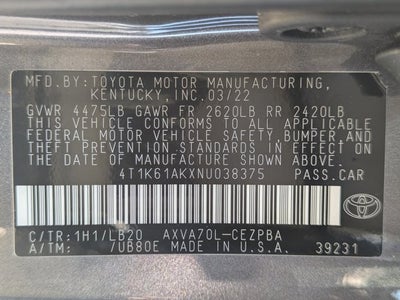 MFD. BY: TOYOTA MOTOR MANUFACTURING,
KENTUCKY, INC. 03/22
GVWR 4475LB GAWR FR 2620LB RR 2420LB
THIS VEHICLE CONFORMS TO ALL APPLICABLE
FEDERAL MOTOR VEHICLE SAFETY, BUMPER AND
THEFT PREVENTION STANDARDS IN EFFECT ON
THE DATE OF MANUFACTURE SHOWN ABOVE.
4T1K61AKXNU038375 PASS.CAR
C/TR: 1H1/LB20 AXVA70L-CEZPBA
A/TM: /UB80E MADE IN U.S.A. 39231